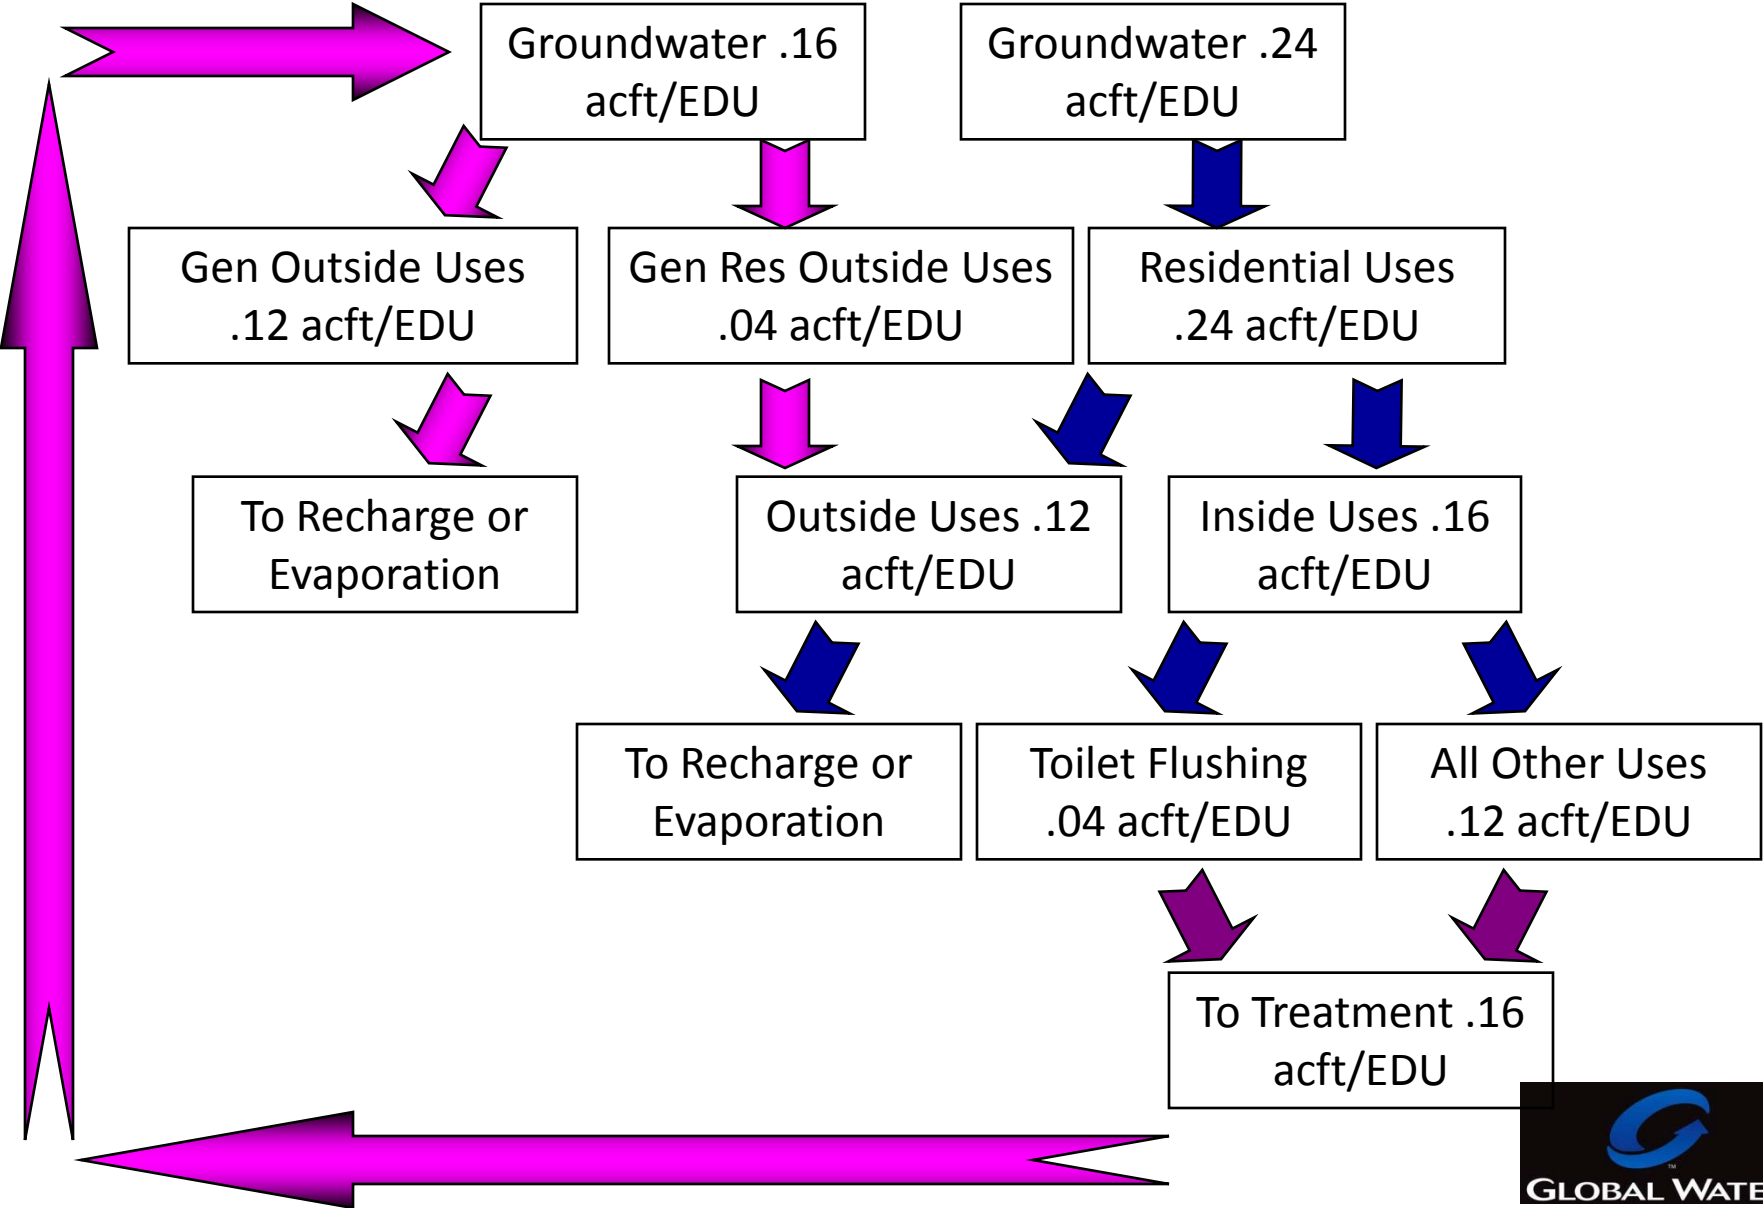 Groundwater .16
acft/EDU
Groundwater .24
acft/EDU
Gen Outside Uses
.12 acft/EDU
Gen Res Outside Uses
.04 acft/EDU
Residential Uses
.24 acft/EDU
To Recharge or
Evaporation
Outside Uses .12
acft/EDU
Inside Uses .16
acft/EDU
To Recharge or
Evaporation
Toilet Flushing
.04 acft/EDU
All Other Uses
.12 acft/EDU
To Treatment .16
acft/EDU
TM
GLOBAL WATE